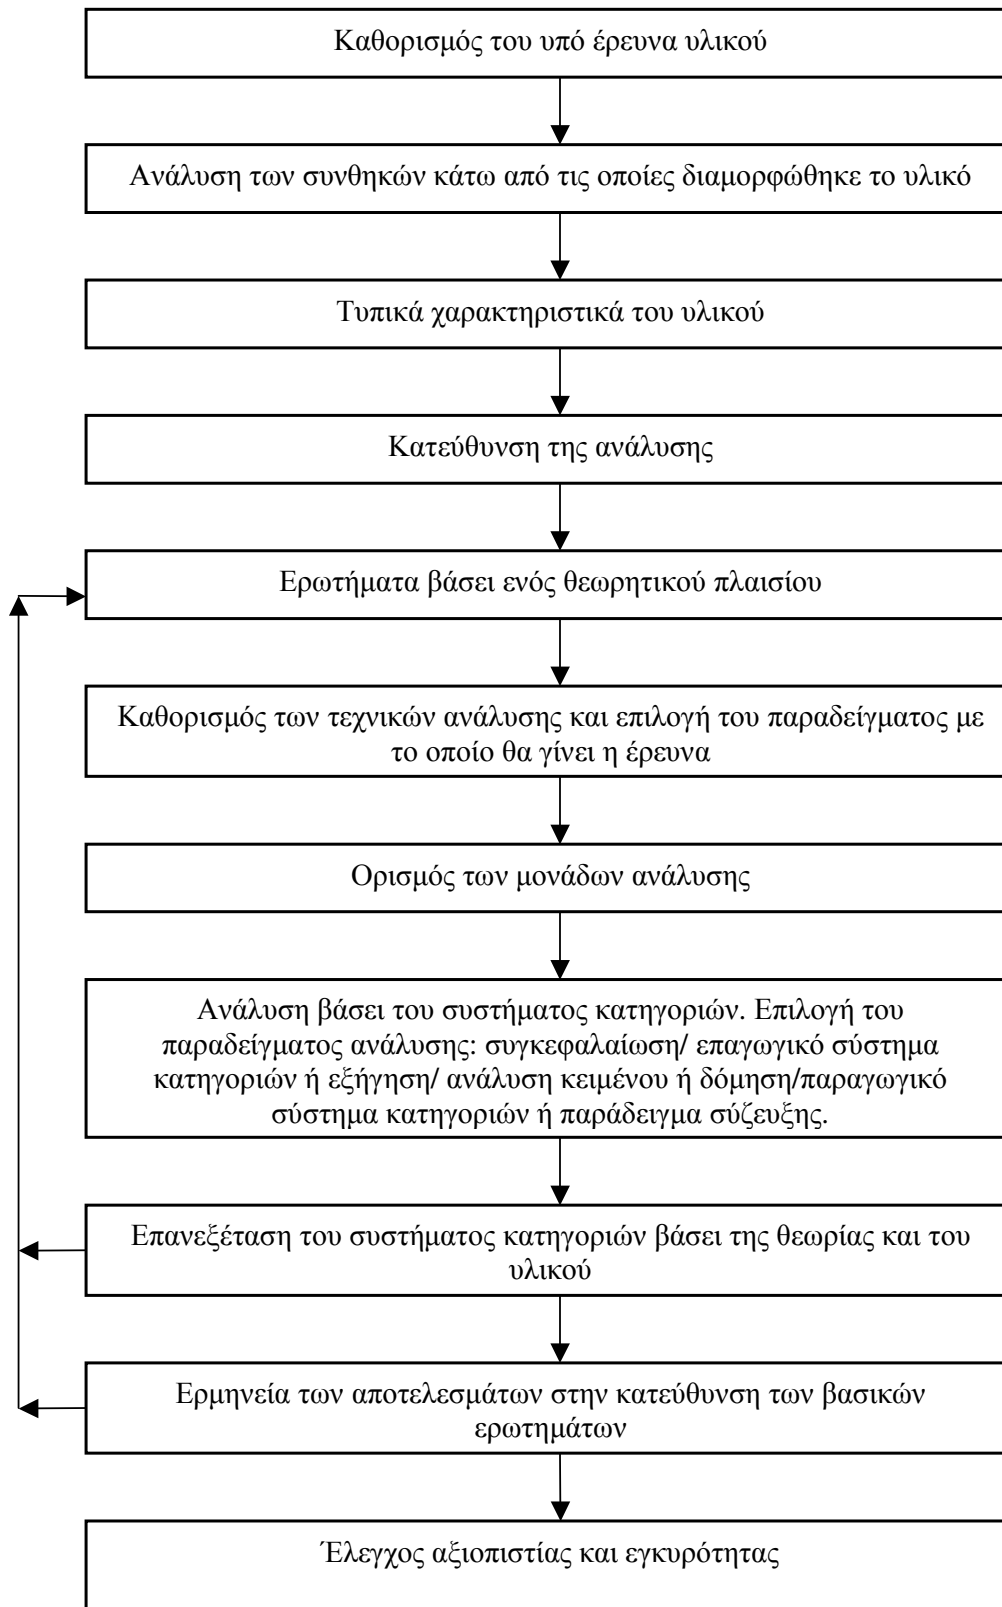 Καθορισμός του υπό έρευνα υλικού
Ανάλυση των συνθηκών κάτω από τις οποίες διαμορφώθηκε το υλικό
Τυπικά χαρακτηριστικά του υλικού
Κατεύθυνση της ανάλυσης
Ερωτήματα βάσει ενός θεωρητικού πλαισίου
Καθορισμός των τεχνικών ανάλυσης και επιλογή του παραδείγματος με
το οποίο θα γίνει η έρευνα
Ορισμός των μονάδων ανάλυσης
Ανάλυση βάσει του συστήματος κατηγοριών. Επιλογή του
παραδείγματος ανάλυσης: συγκεφαλαίωση/ επαγωγικό σύστημα
κατηγοριών ή εξήγηση/ ανάλυση κειμένου ή δόμηση/παραγωγικό
σύστημα κατηγοριών ή παράδειγμα σύζευξης.
Επανεξέταση του συστήματος κατηγοριών βάσει της θεωρίας και του
υλικού
Ερμηνεία των αποτελεσμάτων στην κατεύθυνση των βασικών
ερωτημάτων
Έλεγχος αξιοπιστίας και εγκυρότητας